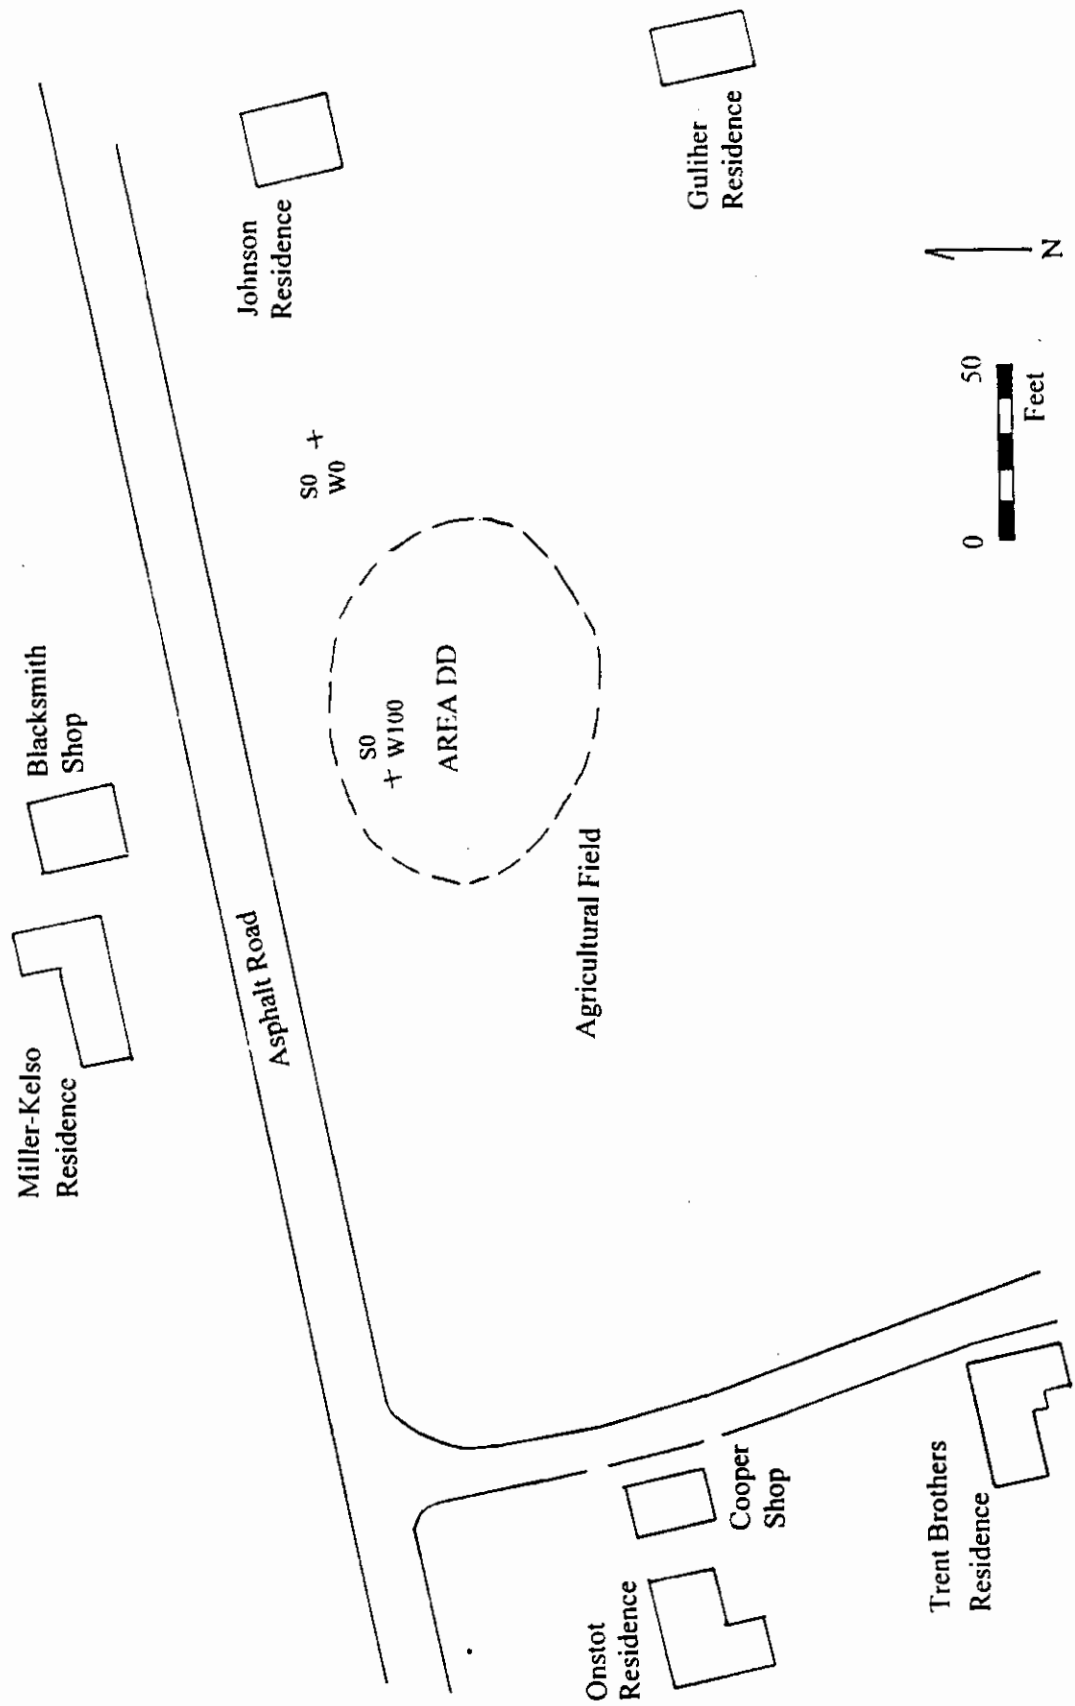 Miller-Kelso
Residence
Blacksmith
Shop
Asphalt Road
Johnson
Residence
S0
W0
S0
W100
AREA DD
Agricultural Field
Guliher
Residence
Onstot
Residence
Cooper
Shop
Trent Brothers
Residence
0
50
Feet
N